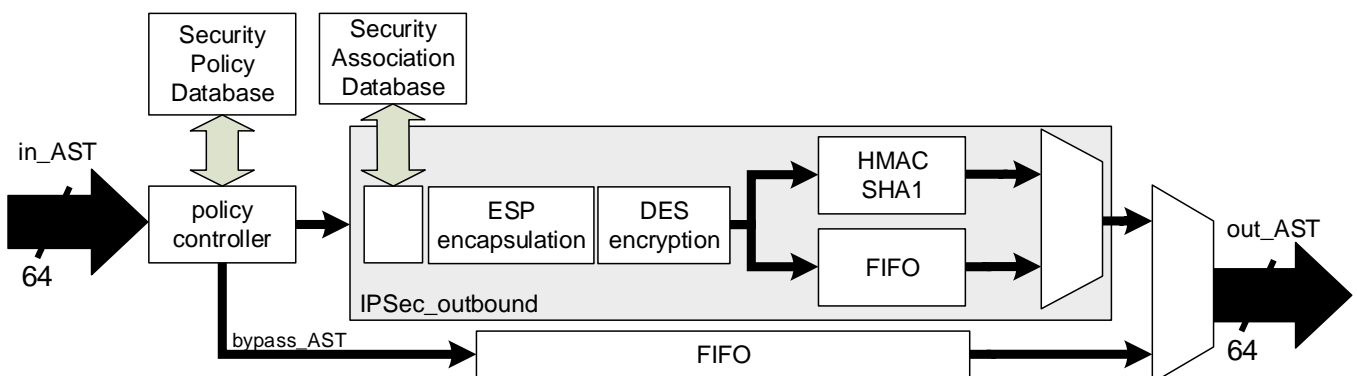 Security
Policy
Database
Security
Association
Database
in_AST
64
policy
controller
ESP
encapsulation
DES
encryption
HMAC
SHA1
FIFO
IPSec_outbound
bypass_AST
FIFO
out_AST
64